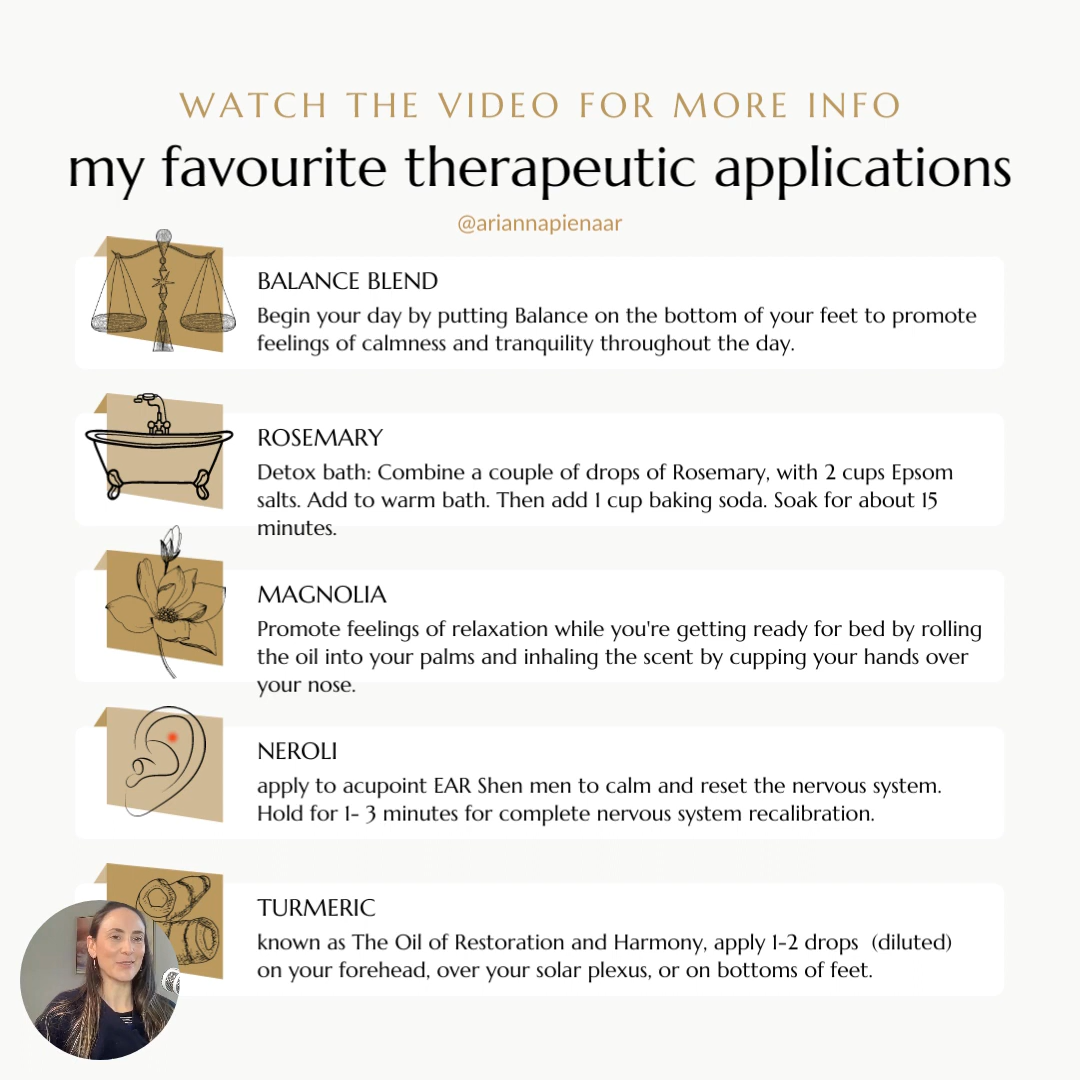 WATCH THE VIDEO FOR MORE INFO
my favourite therapeutic applications
@ariannapienaar
BALANCE BLEND
Begin your day by putting Balance on the bottom of your feet to promote
feelings of calmness and tranquility throughout the day.
ROSEMARY
Detox bath: Combine a couple of drops of Rosemary, with 2 cups Epsom
salts. Add to warm bath. Then add 1 cup baking soda. Soak for about 15
minutes.
MAGNOLIA
Promote feelings of relaxation while you're getting ready for bed by rolling
the oil into your palms and inhaling the scent by cupping your hands over
your nose.
NEROLI
apply to acupoint EAR Shen men to calm and reset the nervous system.
Hold for 1- 3 minutes for complete nervous system recalibration.
TURMERIC
known as The Oil of Restoration and Harmony, apply 1-2 drops  (diluted)
on your forehead, over your solar plexus, or on bottoms of feet.